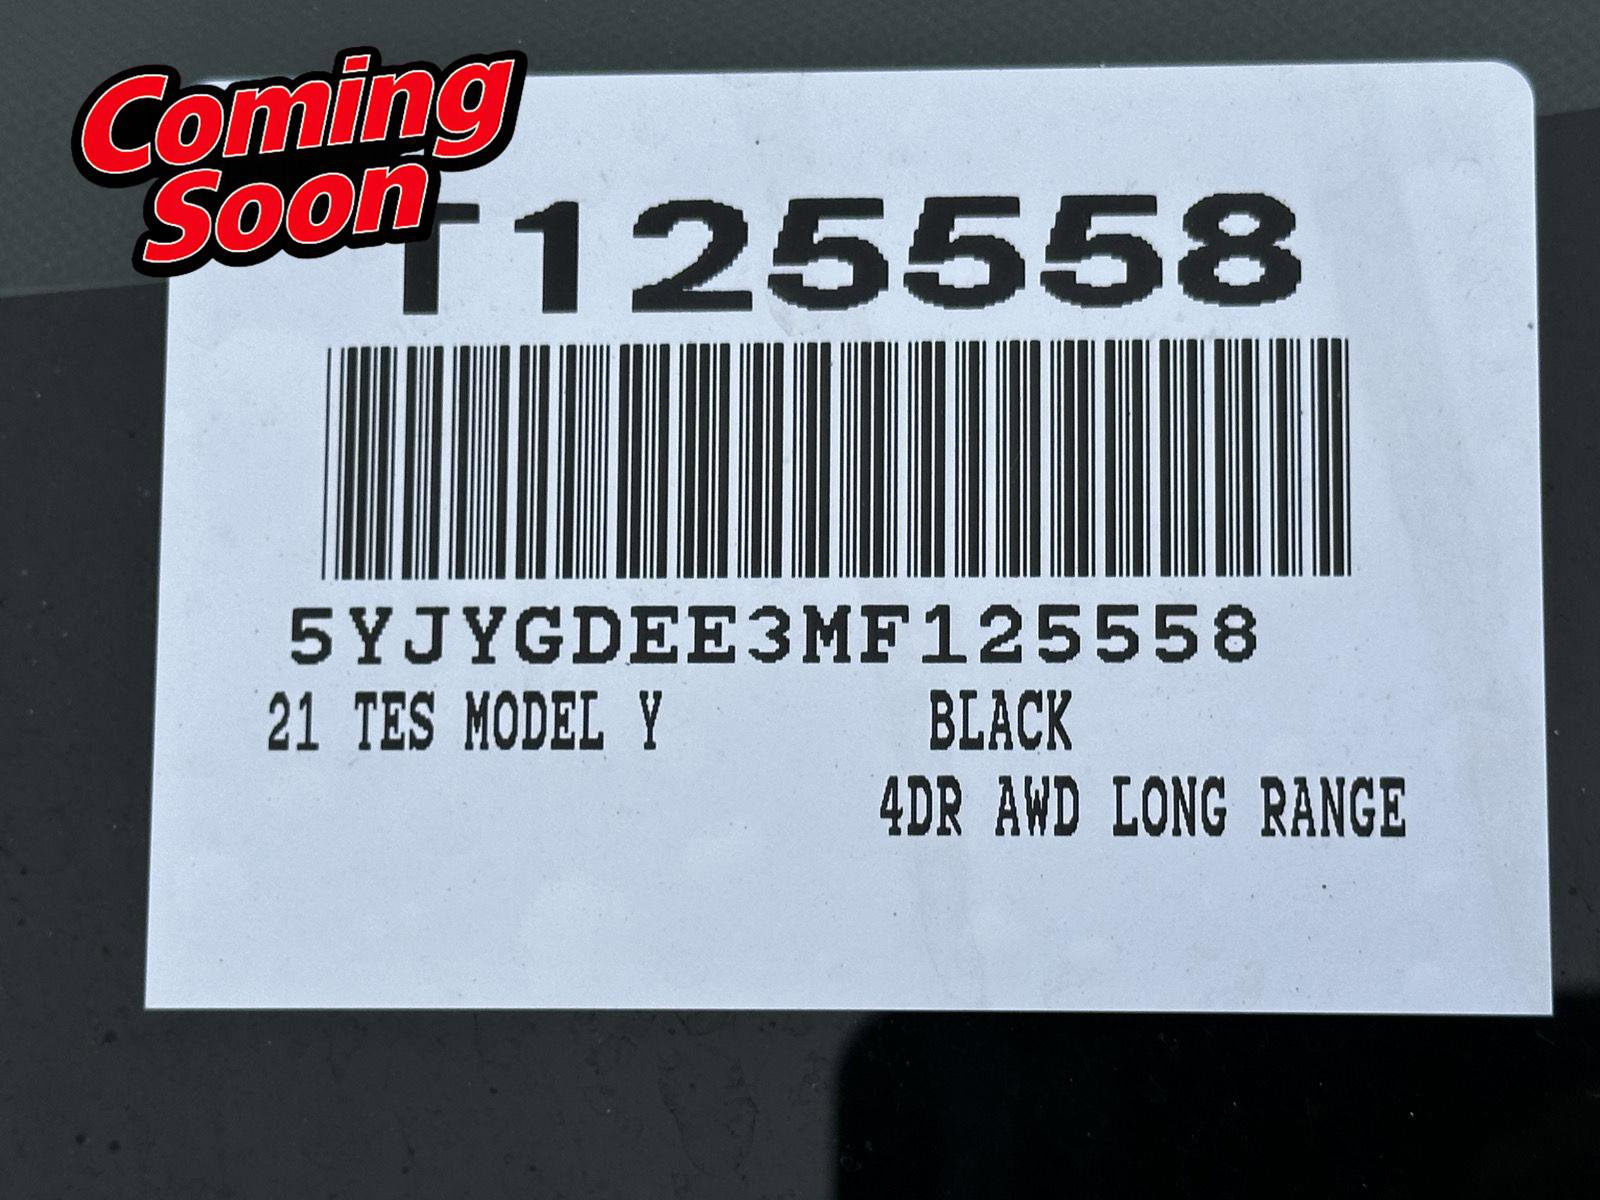 Coming
Soon
T125558
5YJYGDEE3MF125558
21 TES MODEL Y BLACK
4DR AWD LONG RANGE